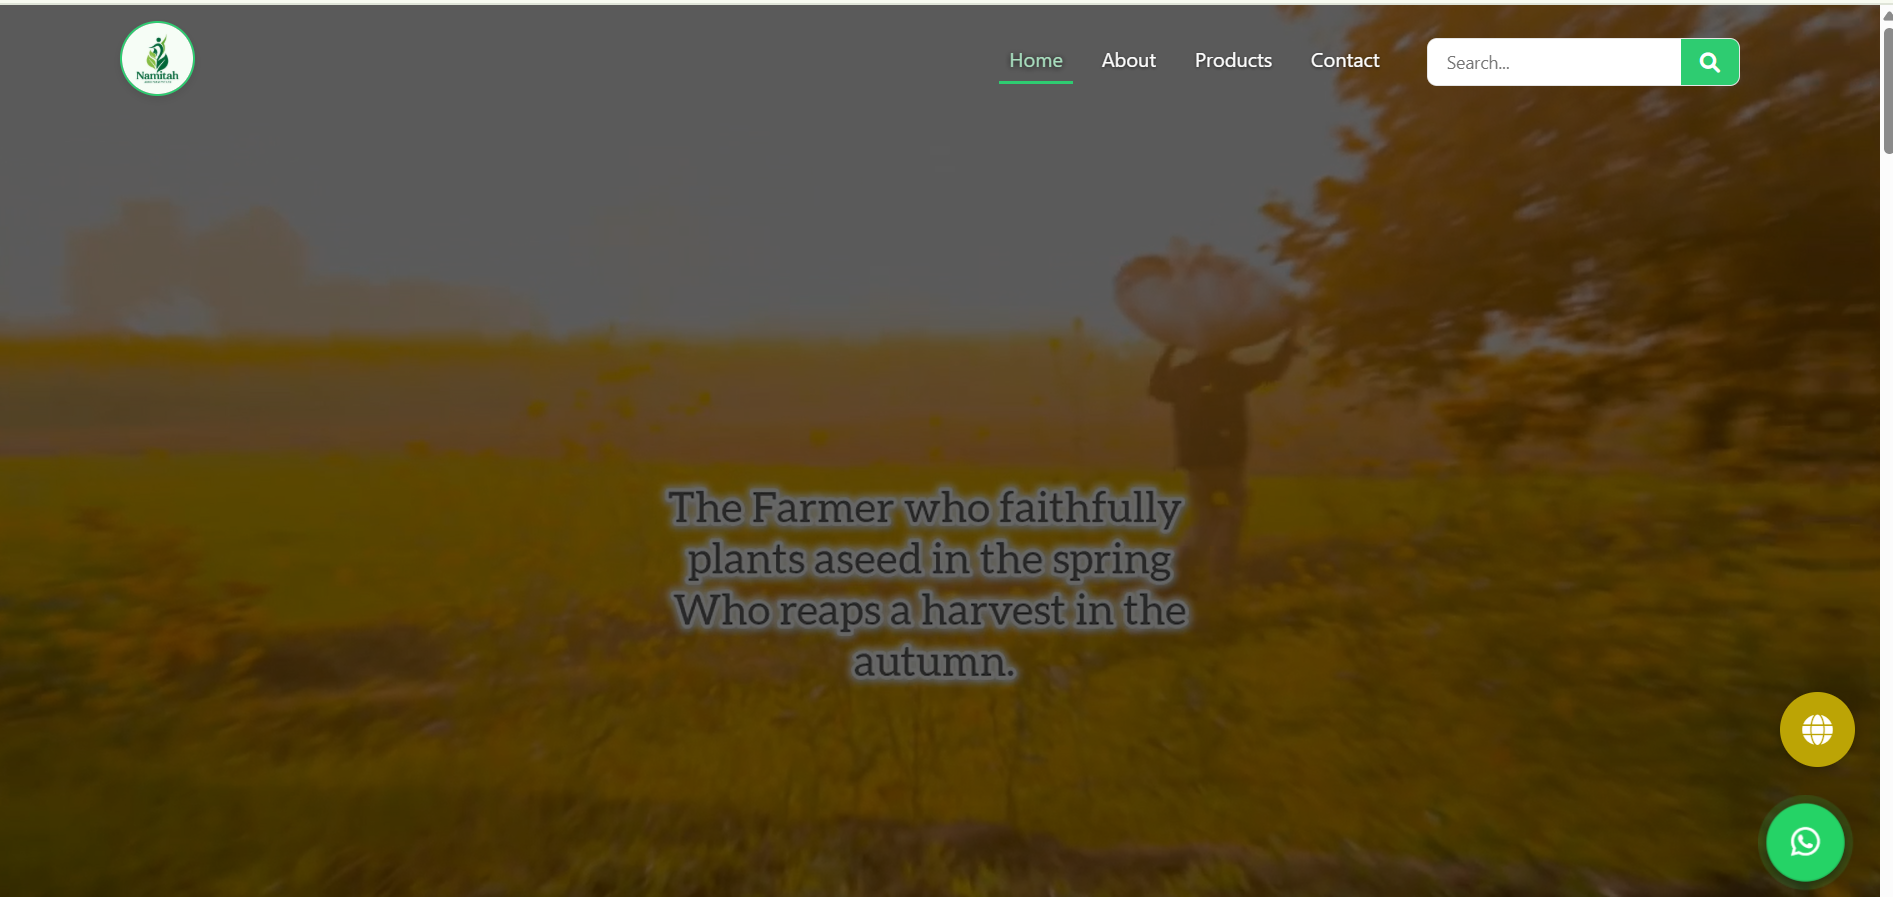 Namitah
Home
About
Products
Contact
Search...
The Farmer who faithfully
plants aseed in the spring
Who reaps a harvest in the
autumn.